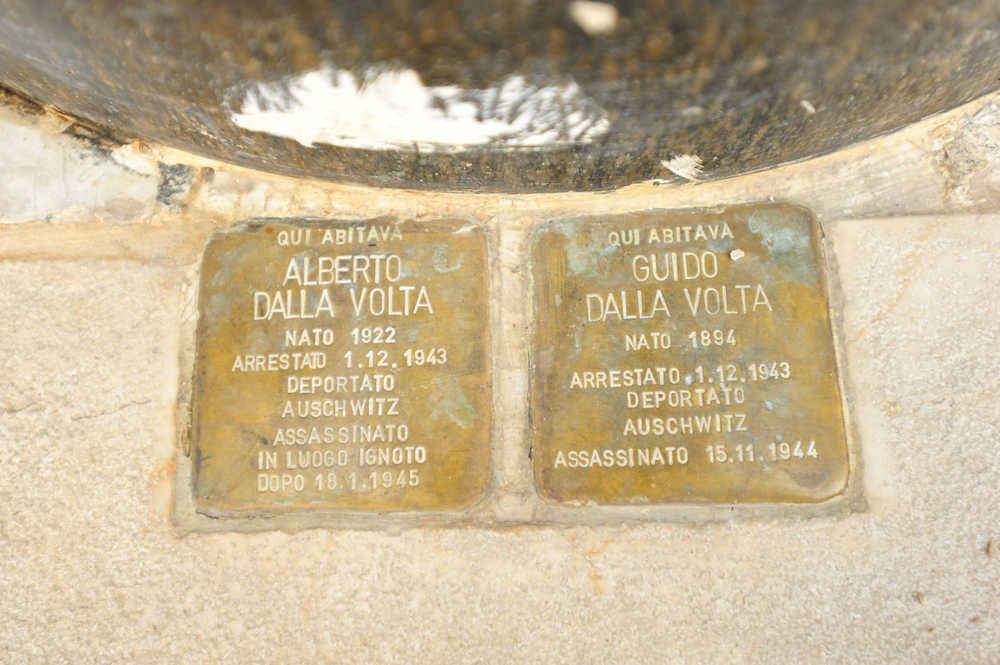 QUI ABITAVA
ALBERTO
DALLA VOLTA
NATO 1922
ARRESTATO 1.12.1943
DEPORTATO
AUSCHWITZ
ASSASSINATO
IN LUOGO IGNOTO
DOPO 18.1.1945
QUI ABITAVA
GUIDO
DALLA VOLTA
NATO 1894
ARRESTATO 1.12.1943
DEPORTATO
AUSCHWITZ
ASSASSINATO 15.11.1944